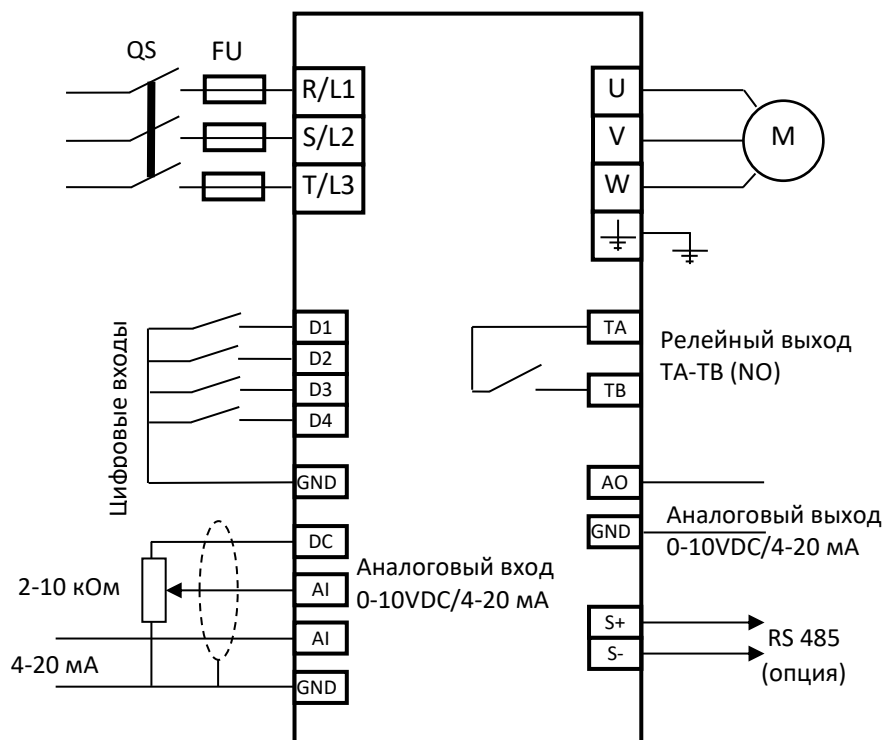 QS
FU
R/L1
S/L2
T/L3
U
V
W
M
Цифровые входы
D1
D2
D3
D4
GND
TA
TB
Релейный выход
TA-TB (NO)
2-10 кОм
4-20 мА
DC
AI
AI
GND
Аналоговый вход
0-10VDC/4-20 мА
AO
GND
Аналоговый выход
0-10VDC/4-20 мА
S+
S-
RS 485
(опция)